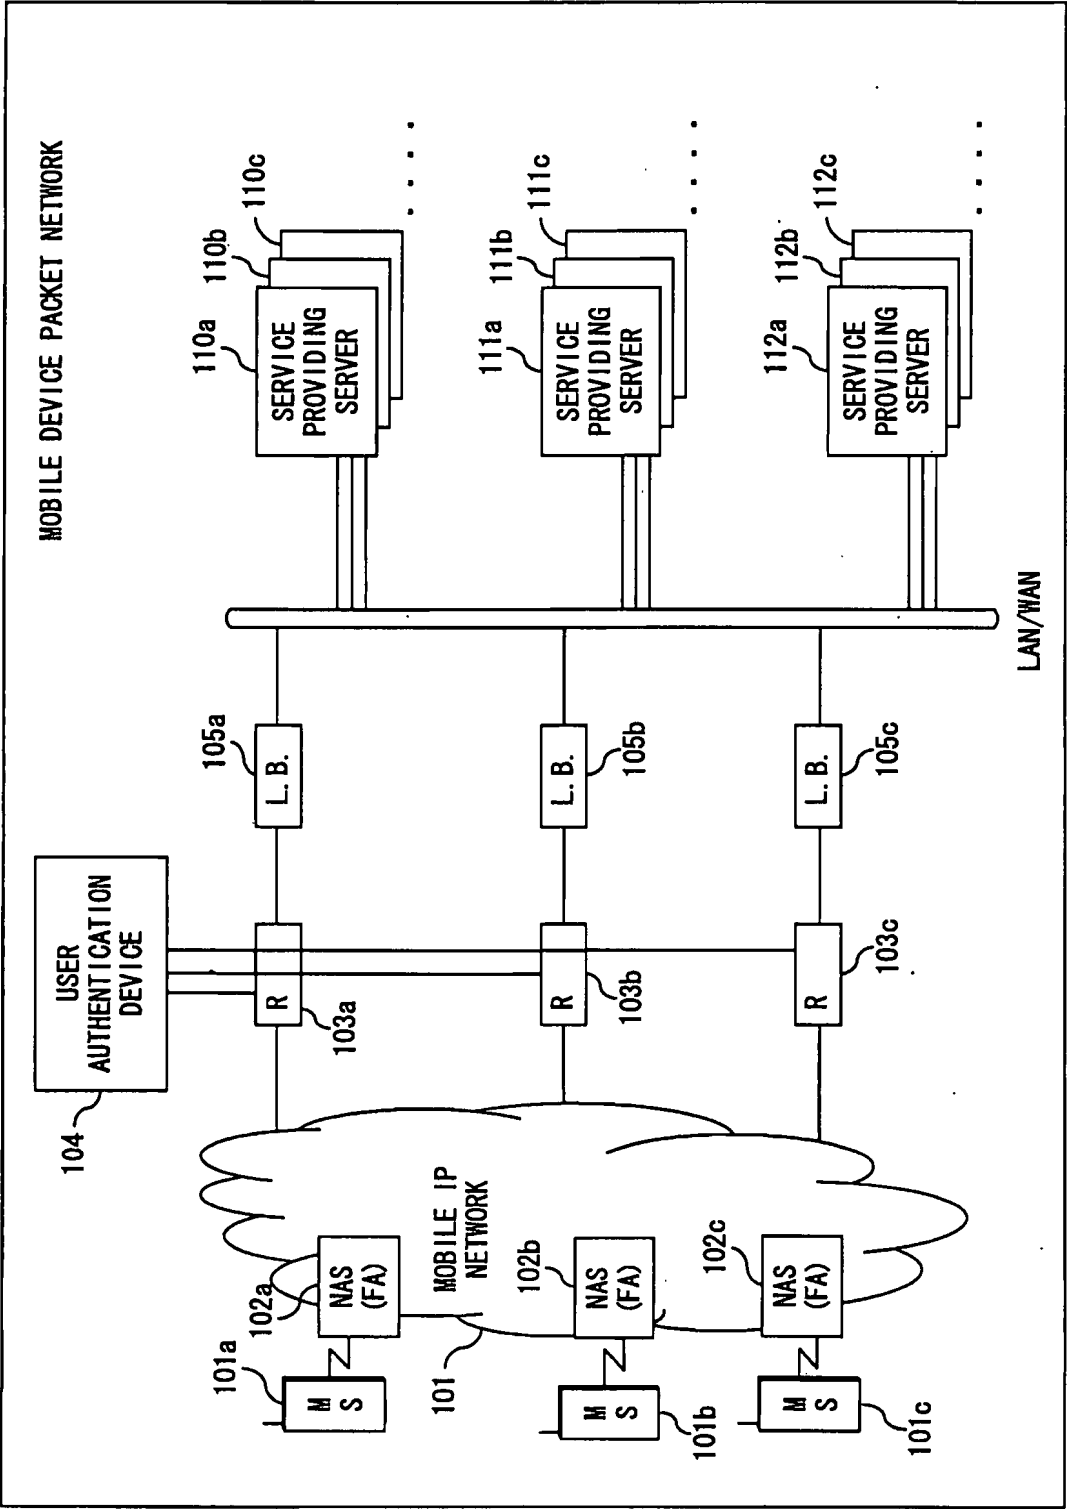 MOBILE DEVICE PACKET NETWORK
104
USER
AUTHENTICATION
DEVICE
101a
102a
M
S
NAS
(FA)
103a
R
105a
L. B.
110a
110b
110c
SERVICE
PROVIDING
SERVER
. . . .
101
MOBILE IP
NETWORK
101b
102b
M
S
NAS
(FA)
103b
R
105b
L. B.
111a
111b
111c
SERVICE
PROVIDING
SERVER
. . . .
101c
102c
M
S
NAS
(FA)
103c
R
105c
L. B.
112a
112b
112c
SERVICE
PROVIDING
SERVER
. . . .
LAN/WAN